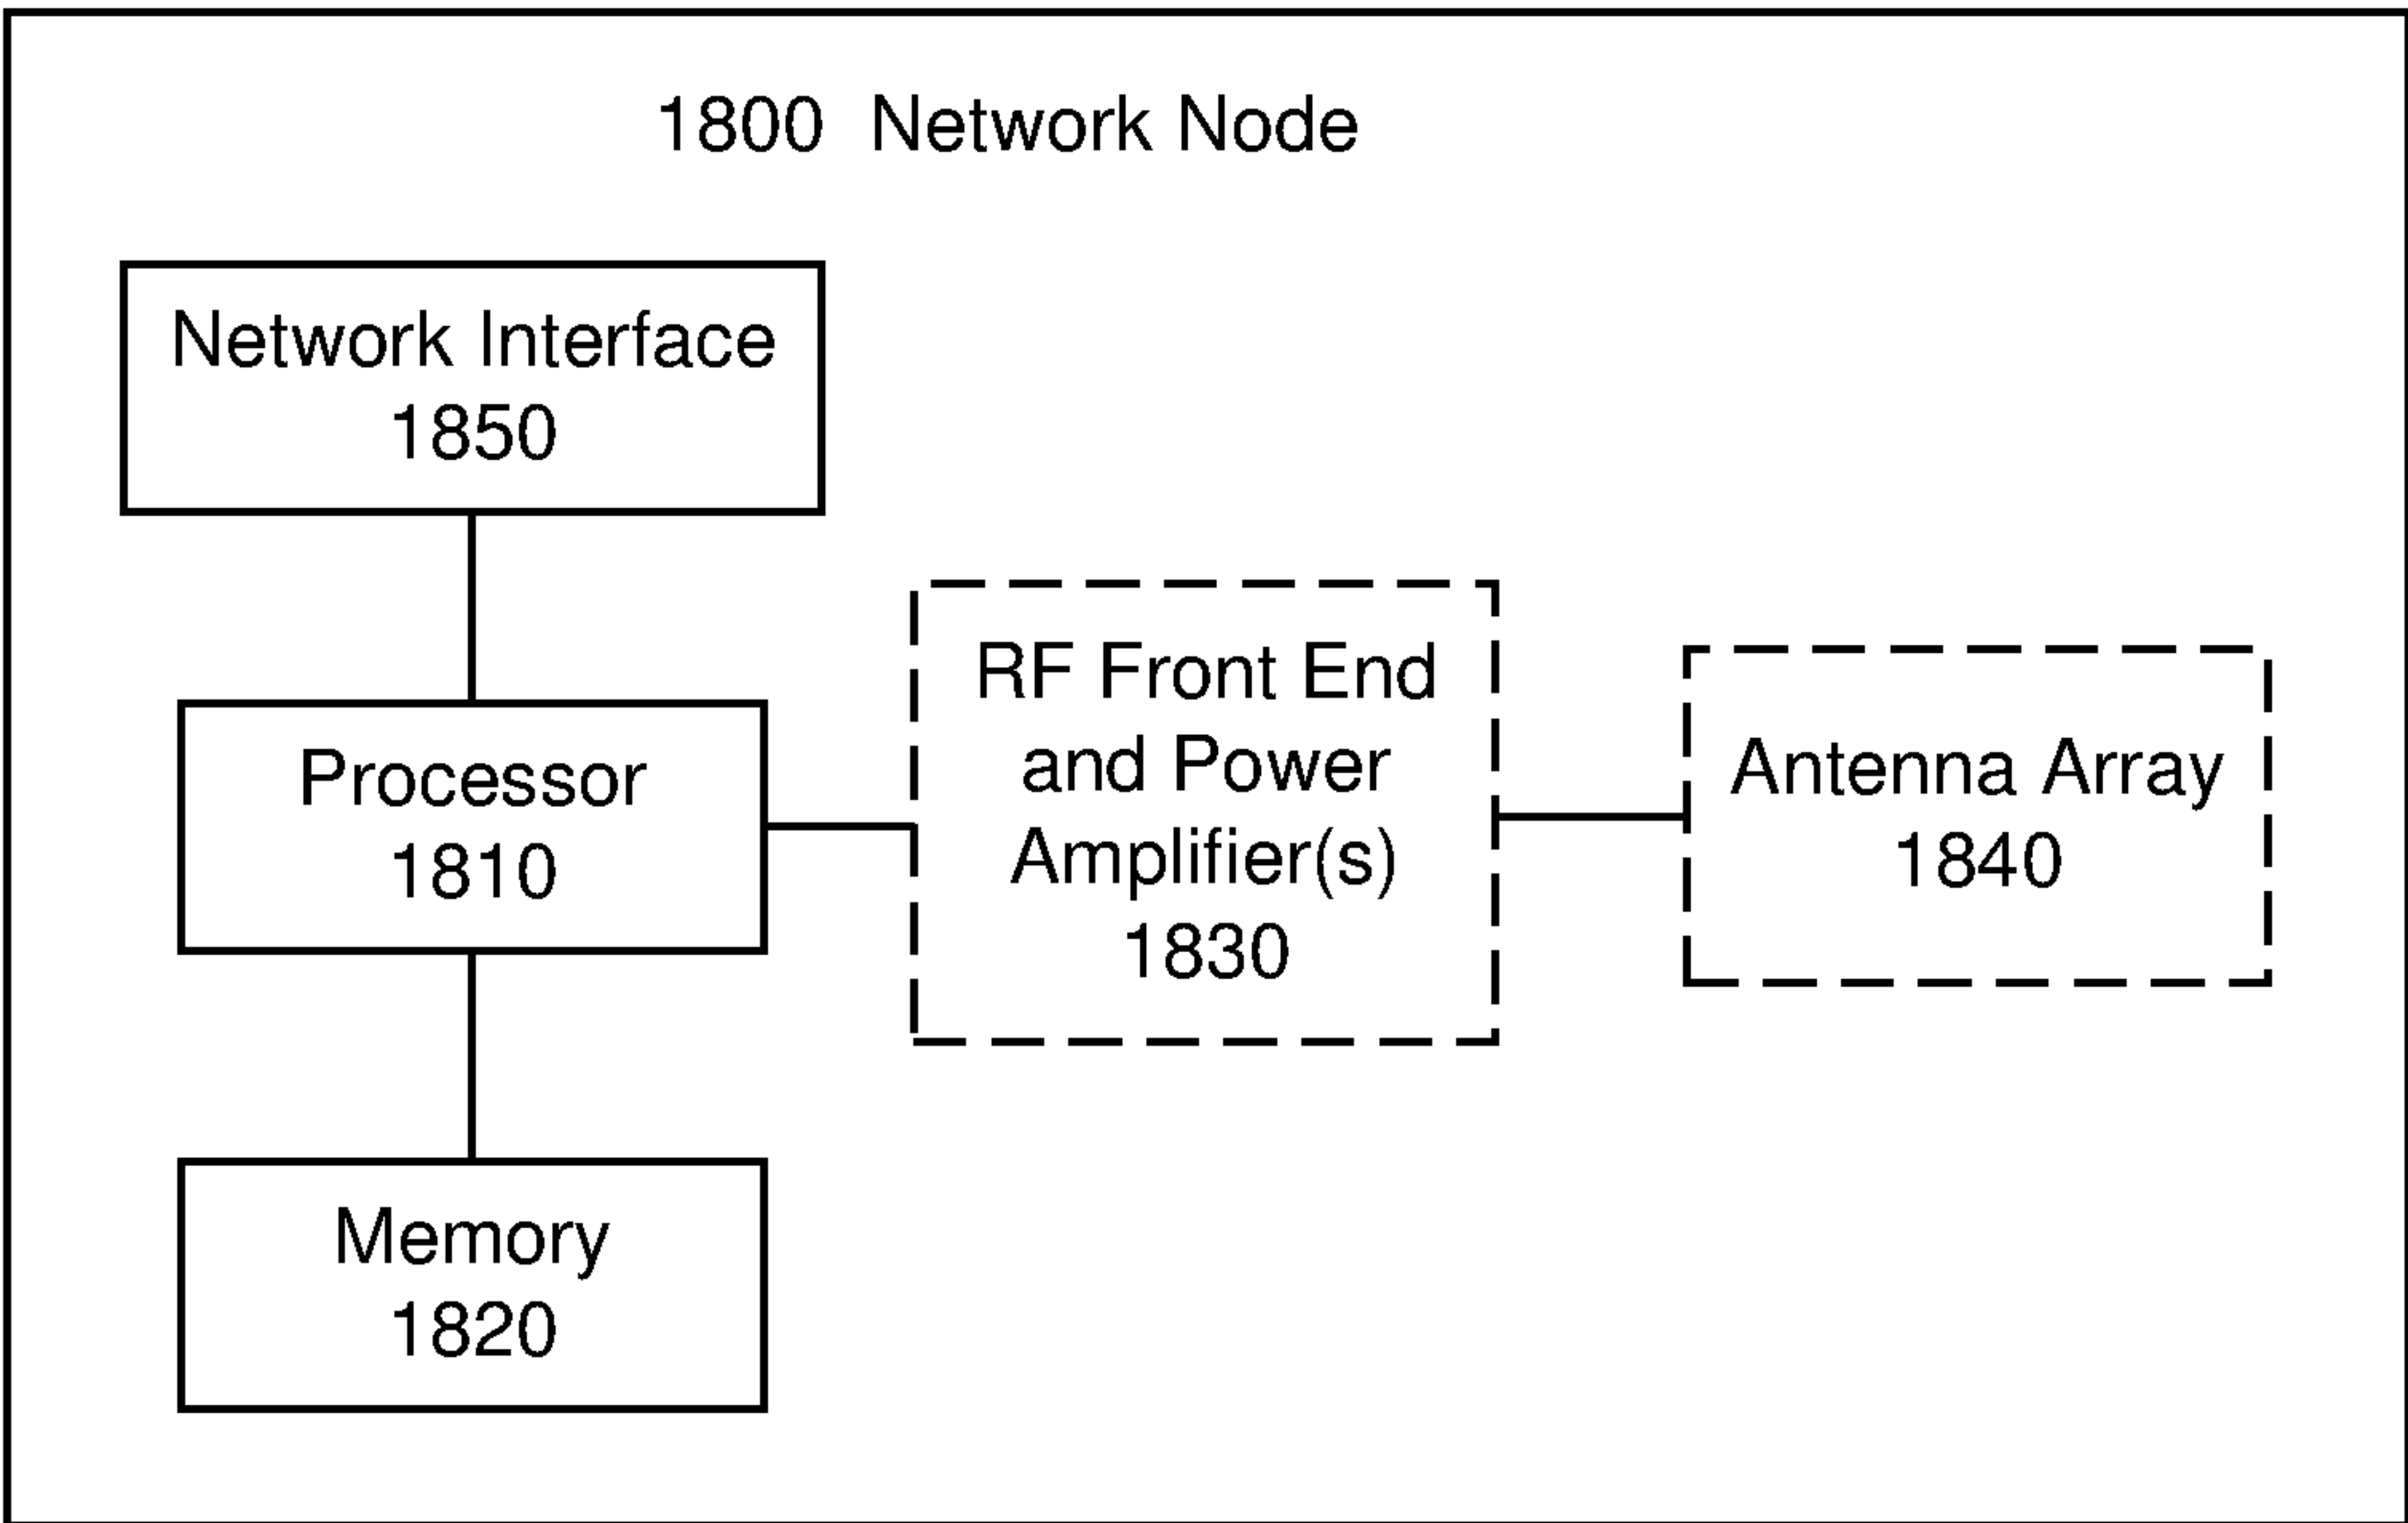 1800 Network Node
Network Interface
1850
Processor
1810
RF Front End
and Power
Amplifier(s)
1830
Antenna Array
1840
Memory
1820